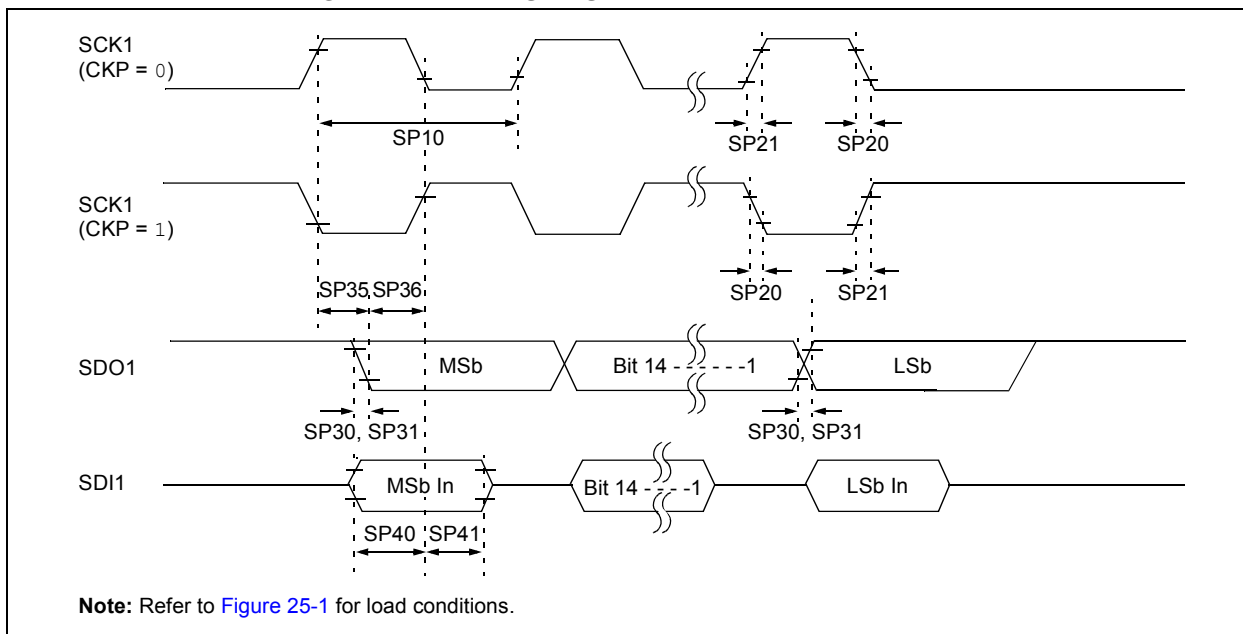 SCK1
(CKP = 0)
SP10
SP21
SP20
SCK1
(CKP = 1)
SP35
SP36
SP20
SP21
SDO1
MSb
Bit 14 - - - - - -1
LSb
SP30, SP31
SP30, SP31
SDI1
MSb In
Bit 14 - - - -1
LSb In
SP40
SP41
Note: Refer to Figure 25-1 for load conditions.